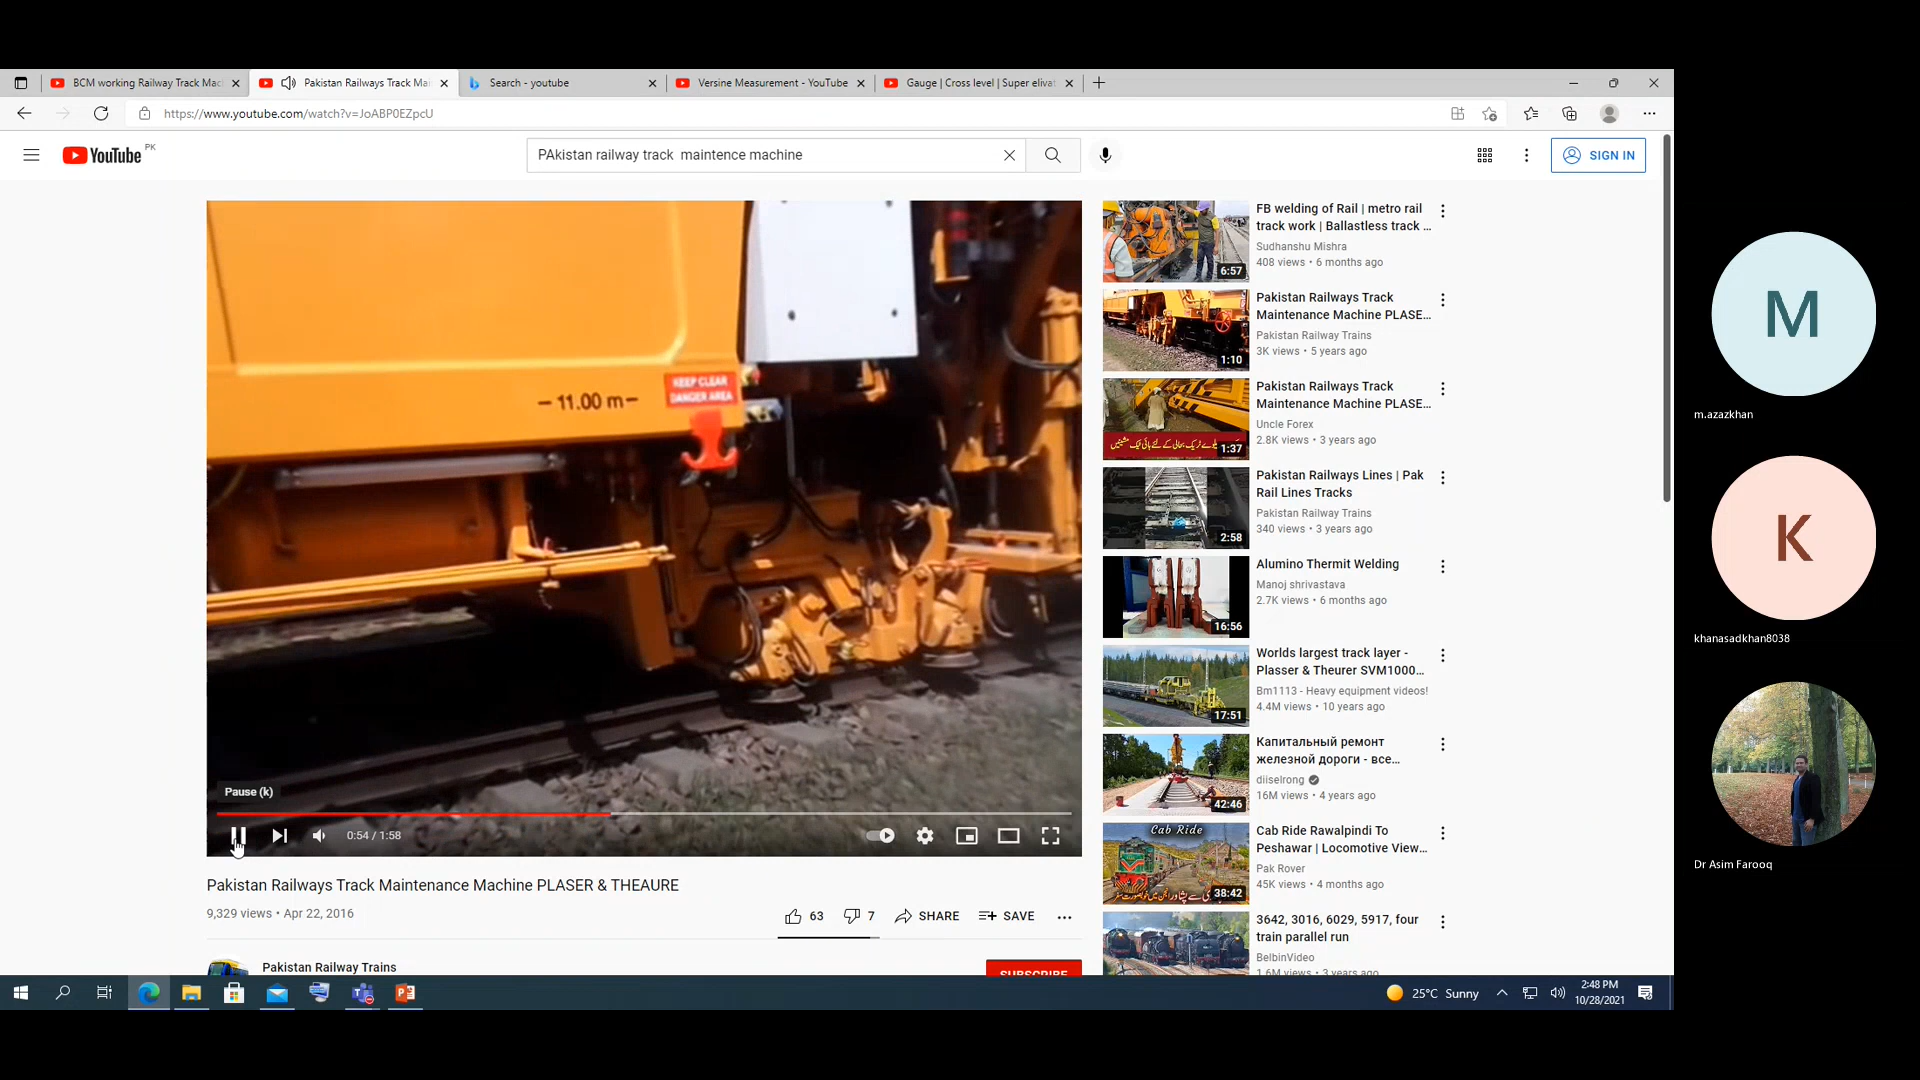 BCM working Railway Track Mac
Pakistan Railways Track Mai
Search - youtube
Versine Measurement - YouTube
Gauge | Cross level | Super elivat
https://www.youtube.com/watch?v=JoABP0EZpcU
YouTube PK
PAkistan railway track maintence machine
SIGN IN
KEEP CLEAR
DANGER AREA
– 11.00 m –
Pause (k)
0:54 / 1:58
Pakistan Railways Track Maintenance Machine PLASER & THEAURE
9,329 views • Apr 22, 2016
63
7
SHARE
SAVE
Pakistan Railway Trains
SUBSCRIBE
6:57
FB welding of Rail | metro rail
track work | Ballastless track ...
Sudhanshu Mishra
408 views • 6 months ago
1:10
Pakistan Railways Track
Maintenance Machine PLASE...
Pakistan Railway Trains
3K views • 5 years ago
1:37
Pakistan Railways Track
Maintenance Machine PLASE...
Uncle Forex
2.8K views • 3 years ago
2:58
Pakistan Railways Lines | Pak
Rail Lines Tracks
Pakistan Railway Trains
340 views • 3 years ago
16:56
Alumino Thermit Welding
Manoj shrivastava
2.7K views • 6 months ago
17:51
Worlds largest track layer -
Plasser & Theurer SVM1000...
Bm1113 - Heavy equipment videos!
4.4M views • 10 years ago
42:46
Капитальный ремонт
железной дороги - все...
diiselrong
16M views • 4 years ago
Cab Ride
38:42
Cab Ride Rawalpindi To
Peshawar | Locomotive View...
Pak Rover
45K views • 4 months ago
3642, 3016, 6029, 5917, four
train parallel run
BelbinVideo
1.6M views • 3 years ago
25°C Sunny
2:48 PM
10/28/2021
M
m.azazkhan
K
khanasadkhan8038
Dr Asim Farooq